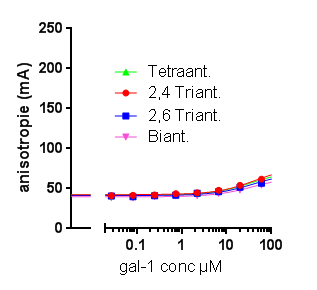 250
200
150
100
50
0
anisotropie (mA)
Tetraant.
2,4 Triant.
2,6 Triant.
Biant.
0.1 1 10 100
gal-1 conc µM